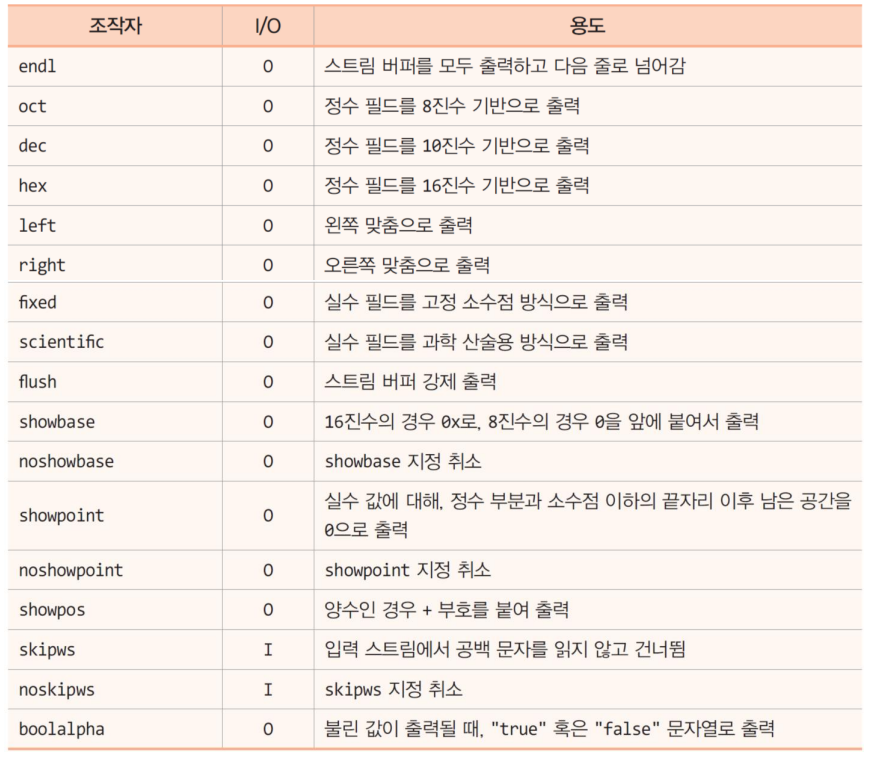 조작자 I/O 용도
endl O 스트림 버퍼를 모두 출력하고 다음 줄로 넘어감
oct O 정수 필드를 8진수 기반으로 출력
dec O 정수 필드를 10진수 기반으로 출력
hex O 정수 필드를 16진수 기반으로 출력
left O 왼쪽 맞춤으로 출력
right O 오른쪽 맞춤으로 출력
fixed O 실수 필드를 고정 소수점 방식으로 출력
scientific O 실수 필드를 과학 산술용 방식으로 출력
flush O 스트림 버퍼 강제 출력
showbase O 16진수의 경우 0x로, 8진수의 경우 0을 앞에 붙여서 출력
noshowbase O showbase 지정 취소
showpoint O 실수 값에 대해, 정수 부분과 소수점 이하의 끝자리 이후 남은 공간을
0으로 출력
noshowpoint O showpoint 지정 취소
showpos O 양수인 경우 + 부호를 붙여 출력
skipws I 입력 스트림에서 공백 문자를 읽지 않고 건너뜀
noskipws I skipws 지정 취소
boolalpha O 불린 값이 출력될 때, "true" 혹은 "false" 문자열로 출력